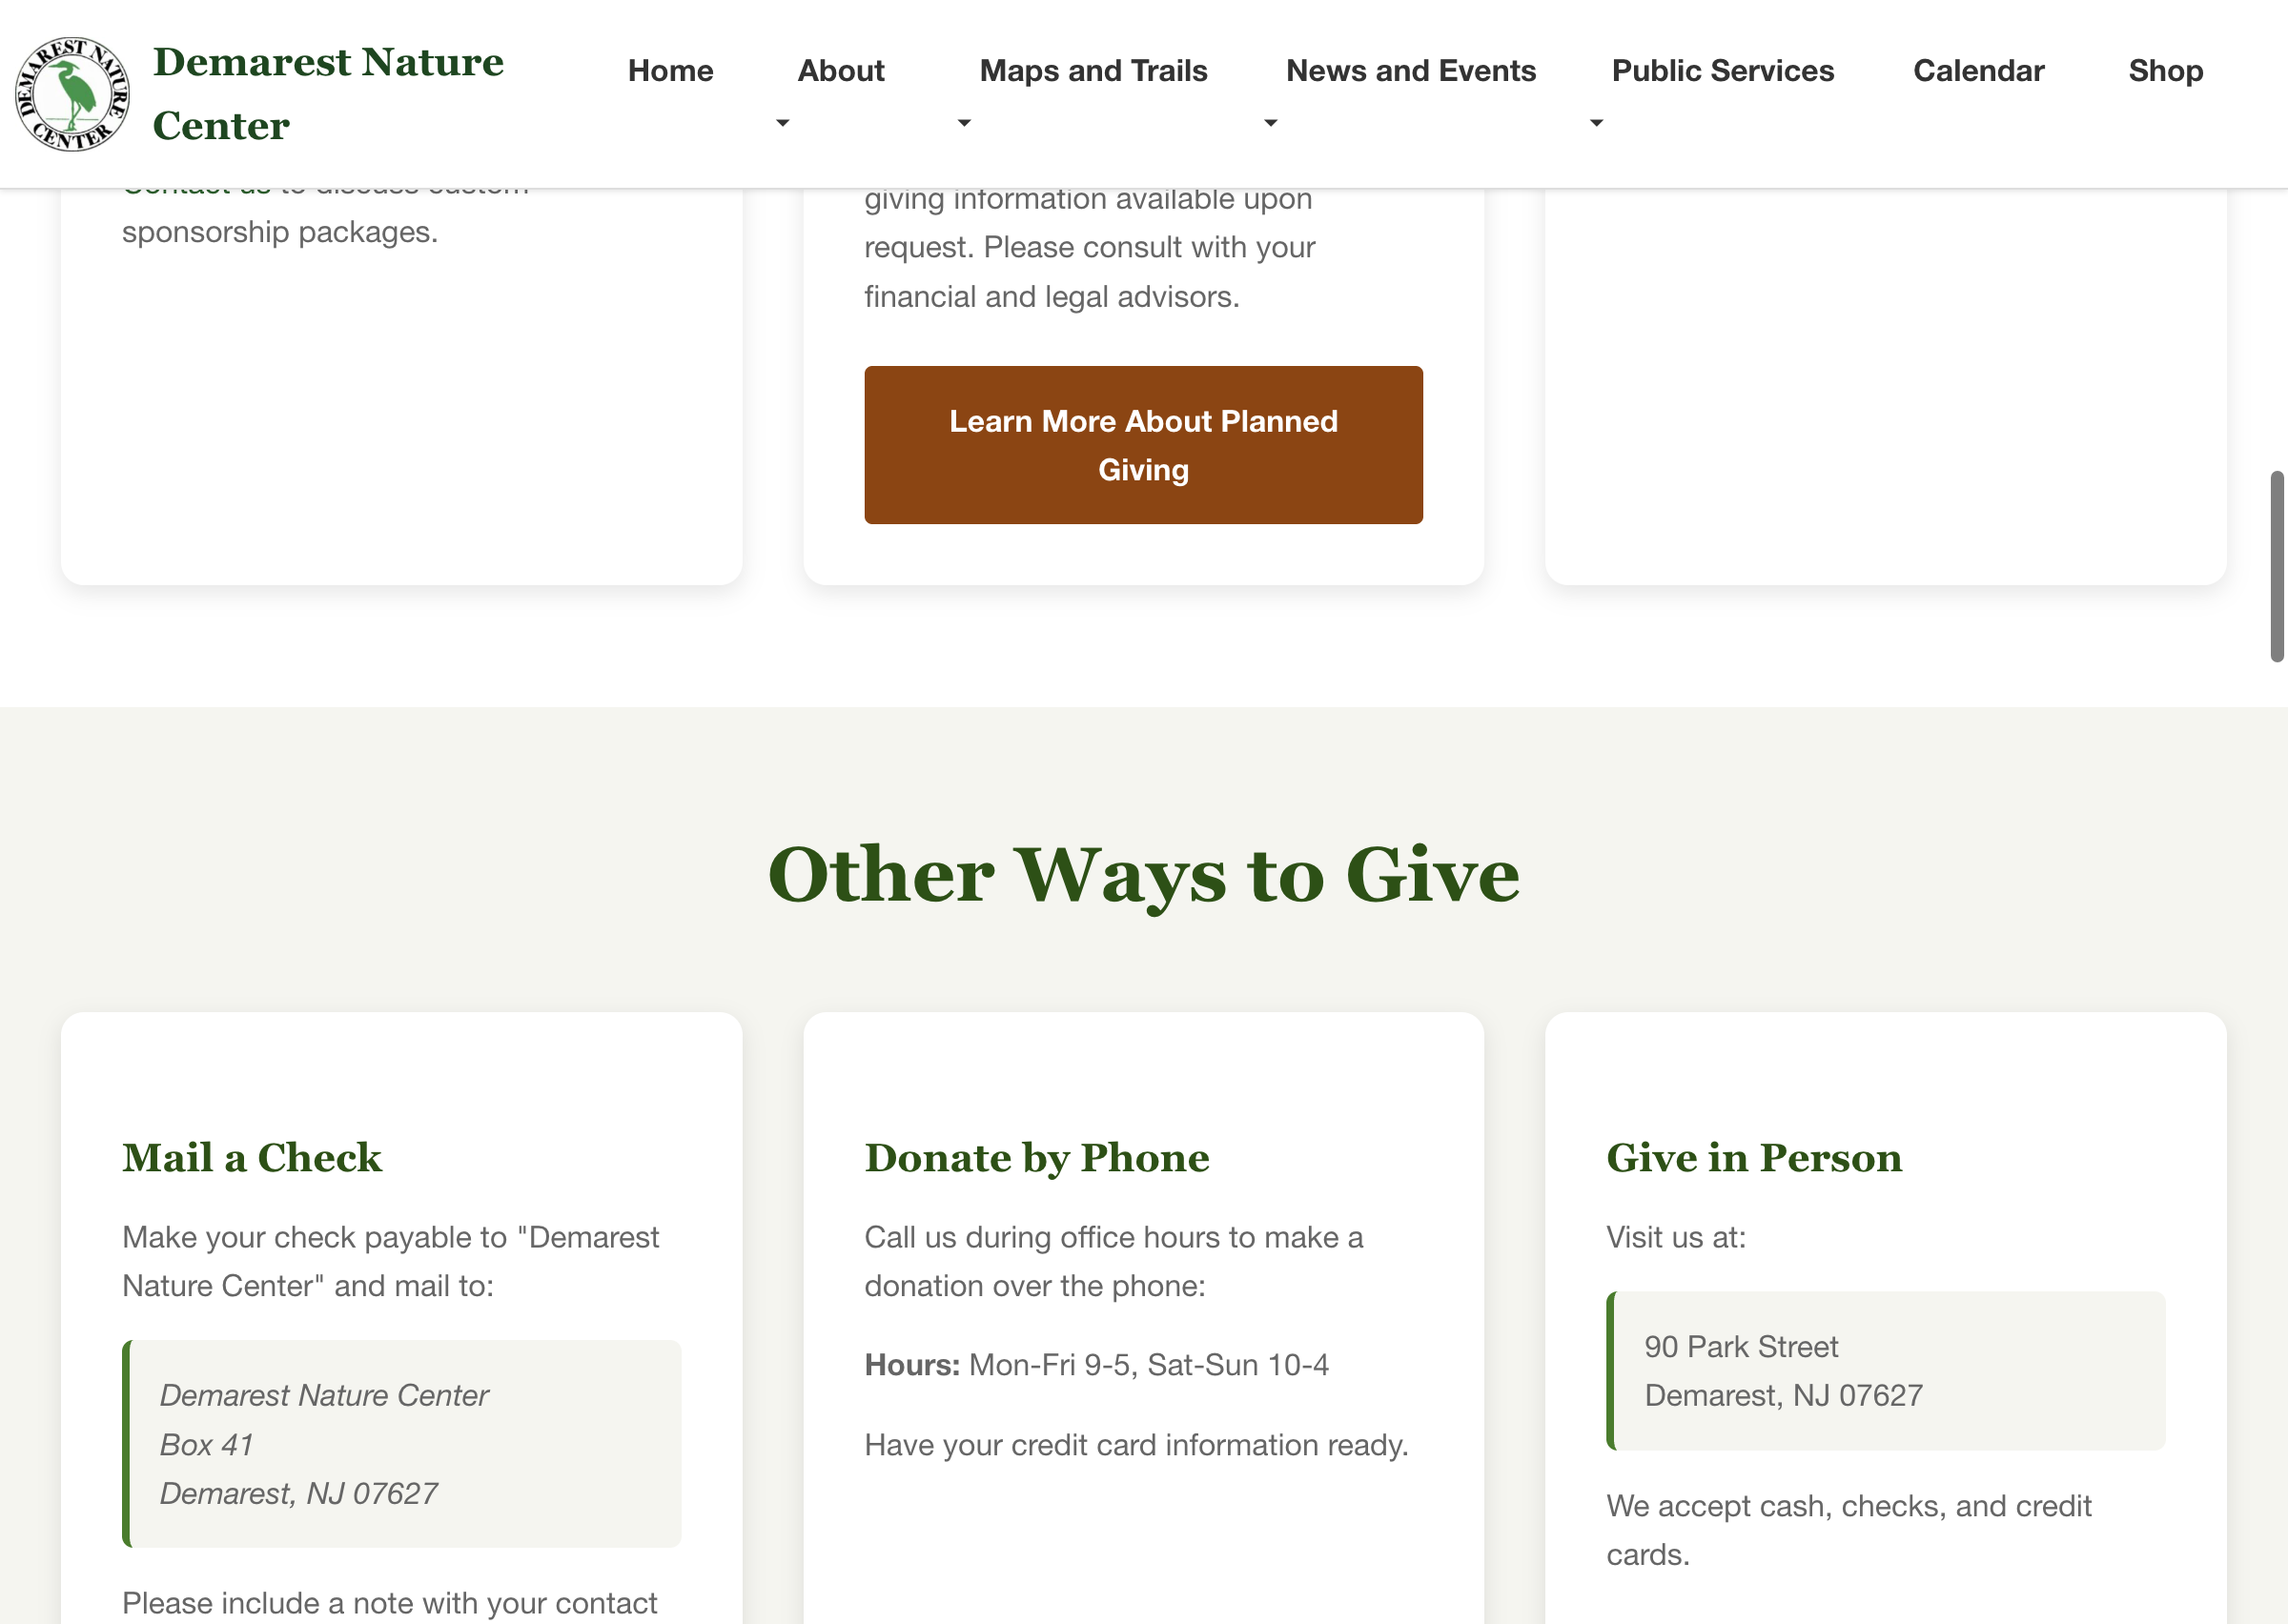 DEMAREST NATURE CENTER
Demarest Nature
Center
Home
About
Maps and Trails
News and Events
Public Services
Calendar
Shop
Contact us to discuss custom
sponsorship packages.
giving information available upon
request. Please consult with your
financial and legal advisors.
Learn More About Planned
Giving
Other Ways to Give
Mail a Check
Make your check payable to "Demarest
Nature Center" and mail to:
Demarest Nature Center
Box 41
Demarest, NJ 07627
Please include a note with your contact
Donate by Phone
Call us during office hours to make a
donation over the phone:
Hours: Mon-Fri 9-5, Sat-Sun 10-4
Have your credit card information ready.
Give in Person
Visit us at:
90 Park Street
Demarest, NJ 07627
We accept cash, checks, and credit
cards.